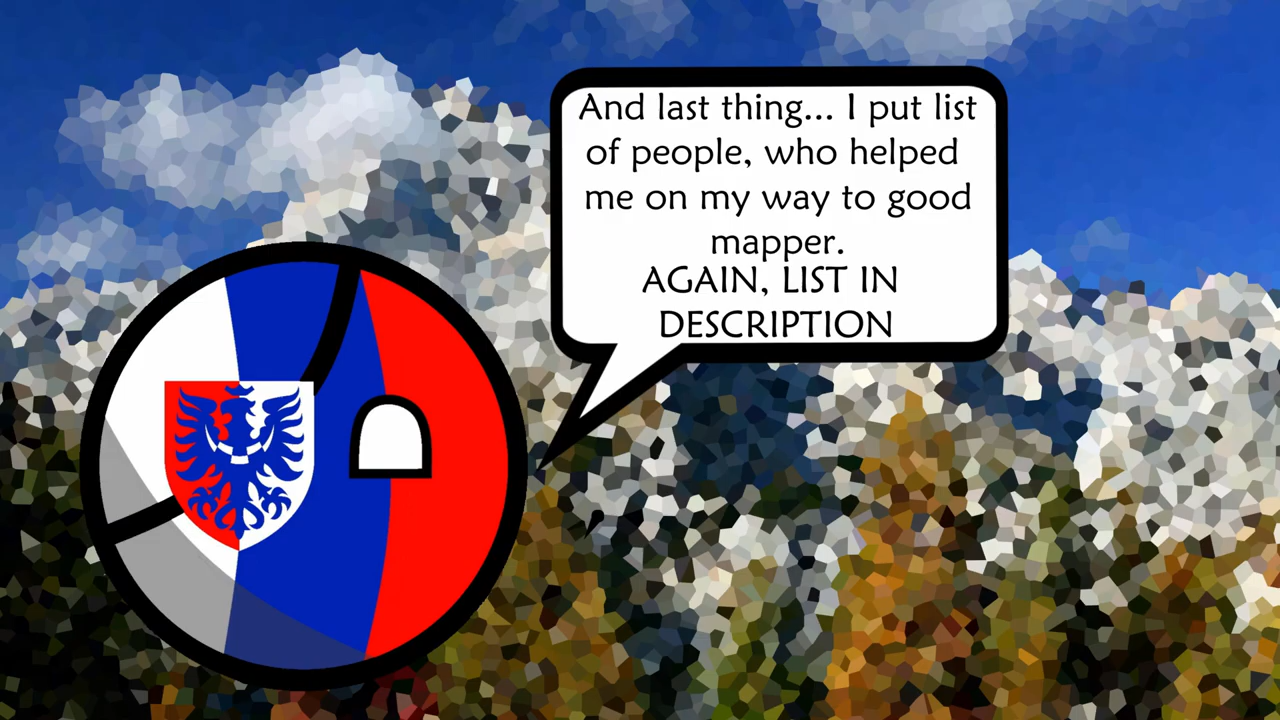 And last thing... I put list
of people, who helped
me on my way to good
mapper.
AGAIN, LIST IN
DESCRIPTION